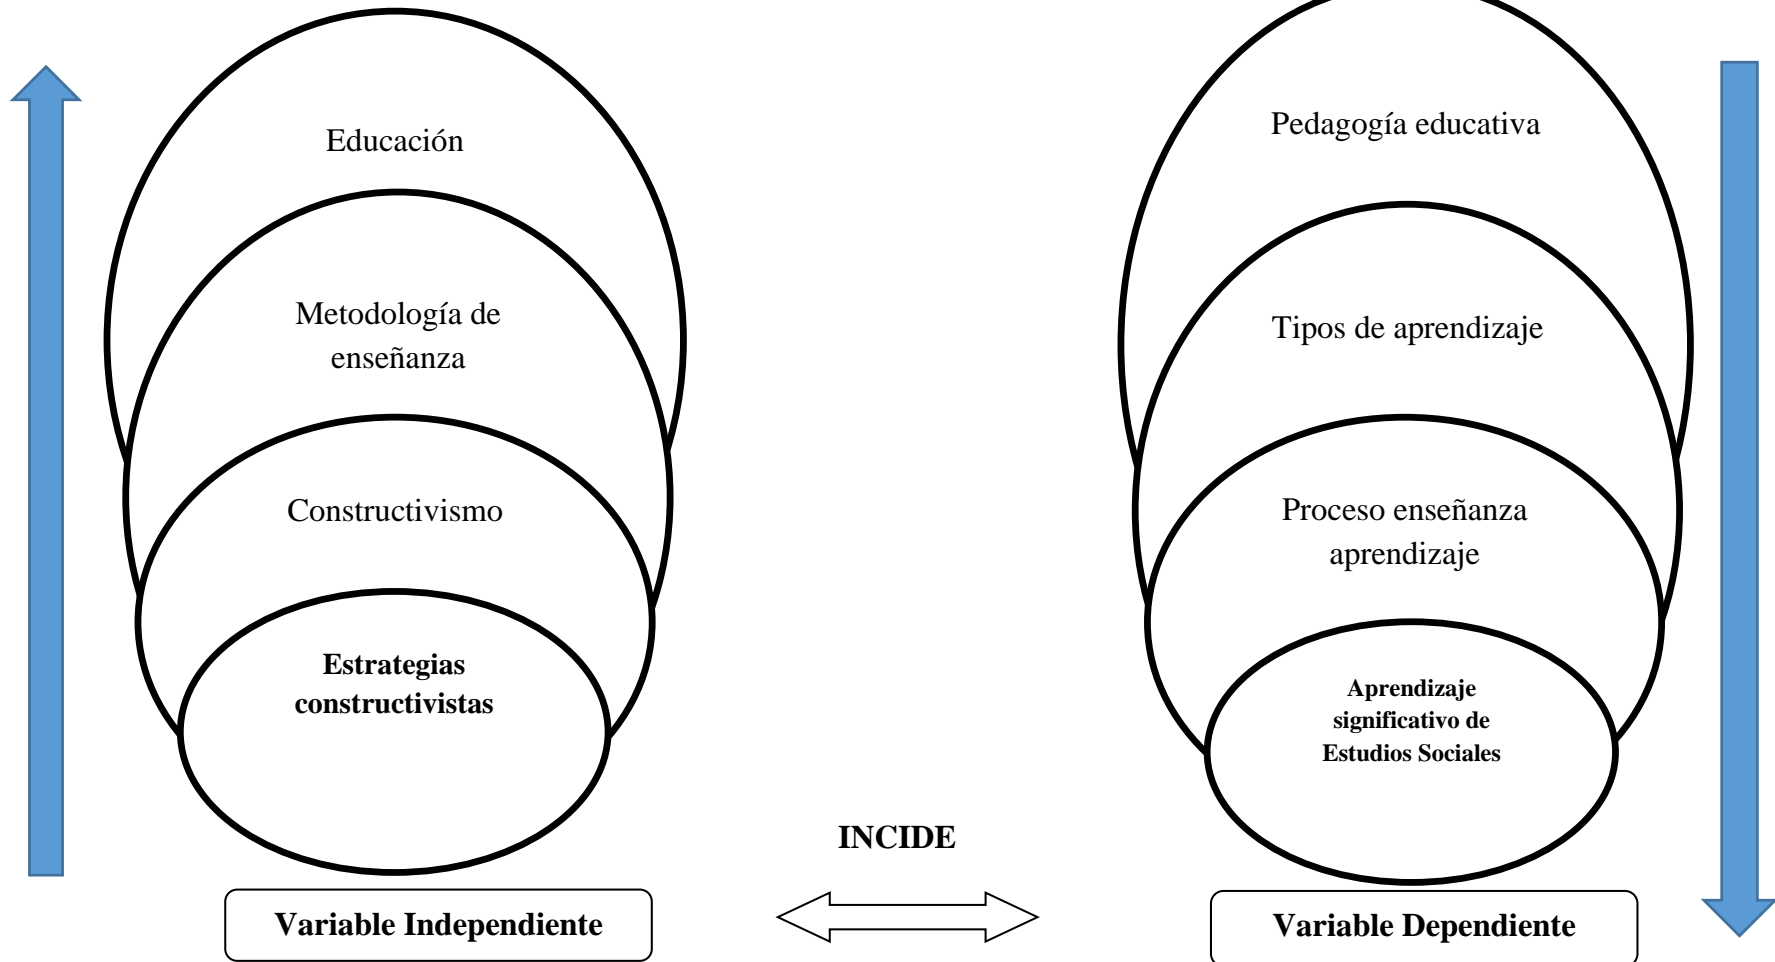 Educación
Metodología de
enseñanza
Constructivismo
Estrategias
constructivistas
Variable Independiente
INCIDE
Pedagogía educativa
Tipos de aprendizaje
Proceso enseñanza
aprendizaje
Aprendizaje
significativo de
Estudios Sociales
Variable Dependiente